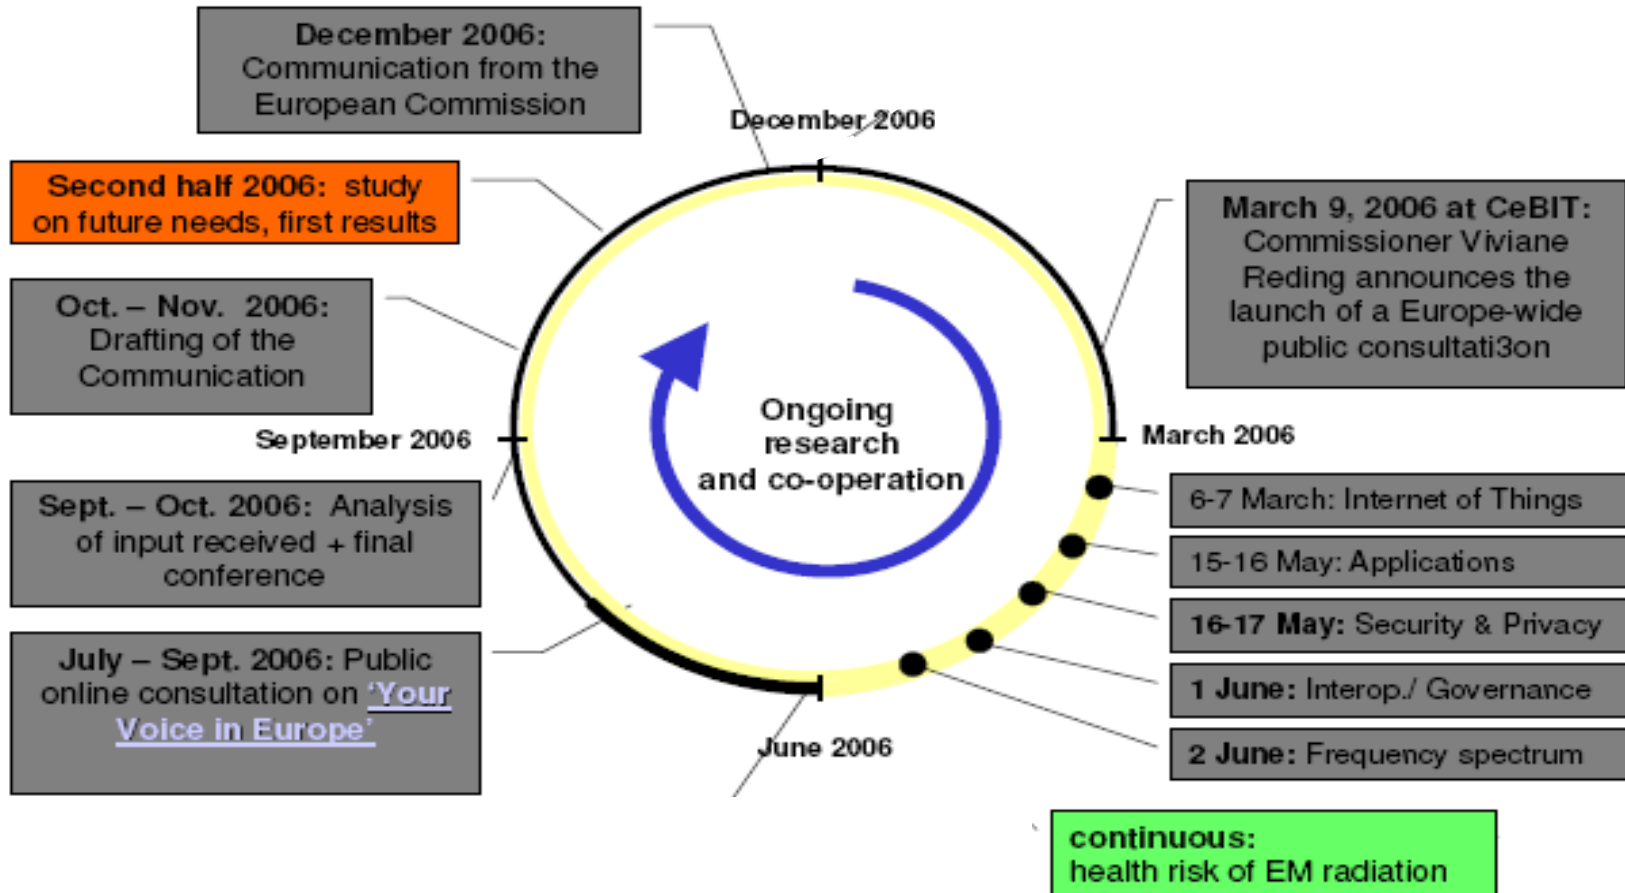 December 2006:
Communication from the
European Commission
December 2006
Second half 2006: study
on future needs, first results
March 9, 2006 at CeBIT:
Commissioner Viviane
Reding announces the
launch of a Europe-wide
public consultati3on
Oct. – Nov. 2006:
Drafting of the
Communication
Ongoing
research
and co-operation
September 2006
March 2006
Sept. – Oct. 2006: Analysis
of input received + final
conference
6-7 March: Internet of Things
15-16 May: Applications
16-17 May: Security & Privacy
1 June: Interop./ Governance
2 June: Frequency spectrum
July – Sept. 2006: Public
online consultation on ‘Your
Voice in Europe’
June 2006
continuous:
health risk of EM radiation